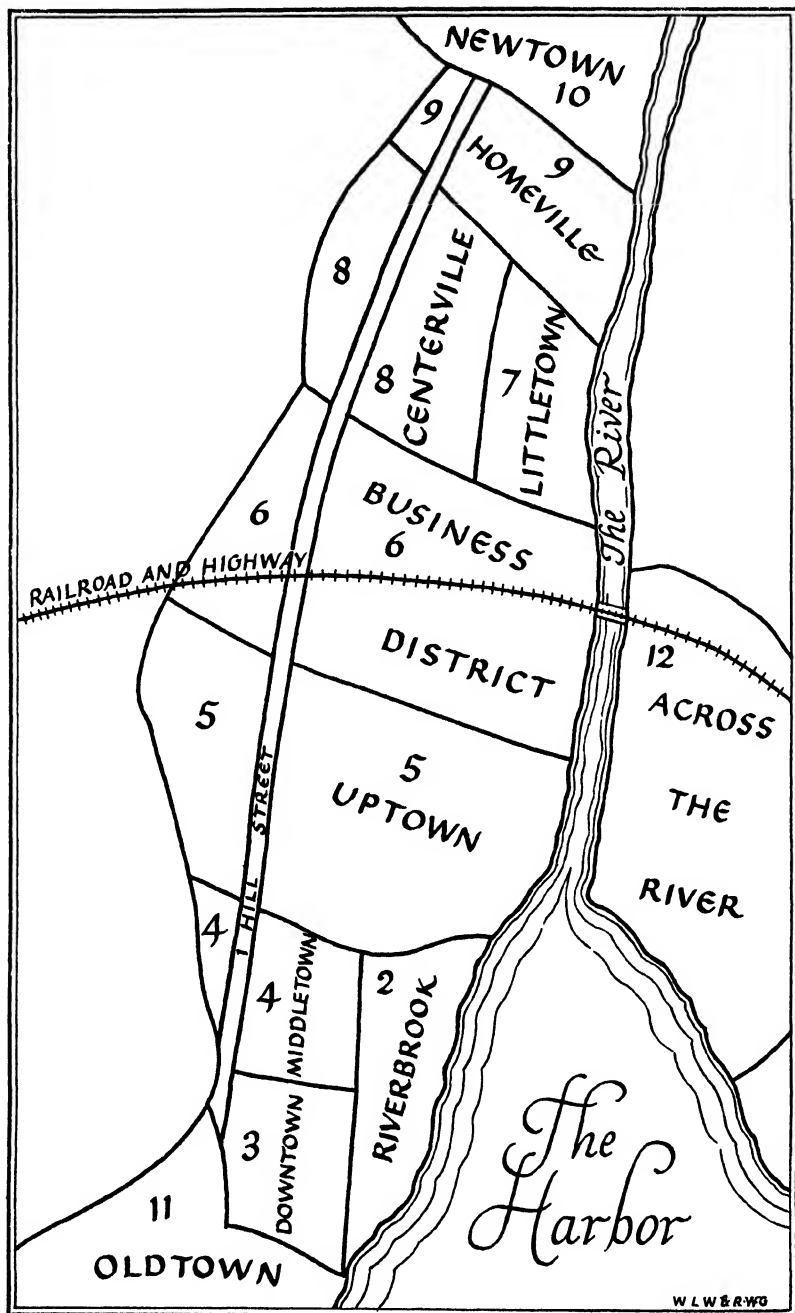 NEWTOWN
10
9
9
HOMEVILLE
8
8
CENTERVILLE
7
LITTLETOWN
The River
6
BUSINESS
6
DISTRICT
RAILROAD AND HIGHWAY
12
ACROSS
THE
RIVER
5
5
UPTOWN
1 HILL STREET
4
4
MIDDLETOWN
2
RIVERBROOK
3
DOWNTOWN
11
OLDTOWN
The
Harbor
W L W & R·W·G